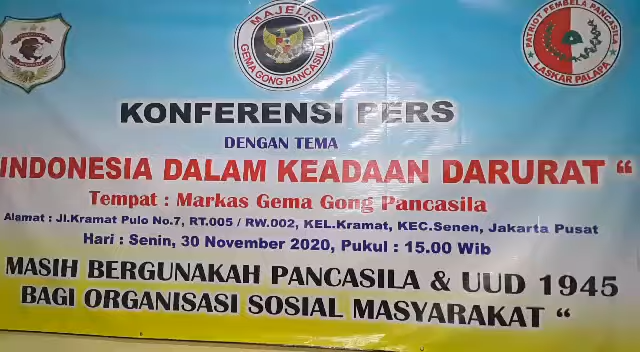 MAJELIS
GEMA GONG PANCASILA
PATRIOT PEMBELA PANCASILA
LASKAR PALAPA
KONFERENSI PERS
DENGAN TEMA
INDONESIA DALAM KEADAAN DARURAT “
Tempat : Markas Gema Gong Pancasila
Alamat : Jl.Kramat Pulo No.7, RT.005 / RW.002, KEL.Kramat, KEC.Senen, Jakarta Pusat
Hari : Senin, 30 November 2020, Pukul : 15.00 Wib
MASIH BERGUNAKAH PANCASILA & UUD 1945
BAGI ORGANISASI SOSIAL MASYARAKAT “